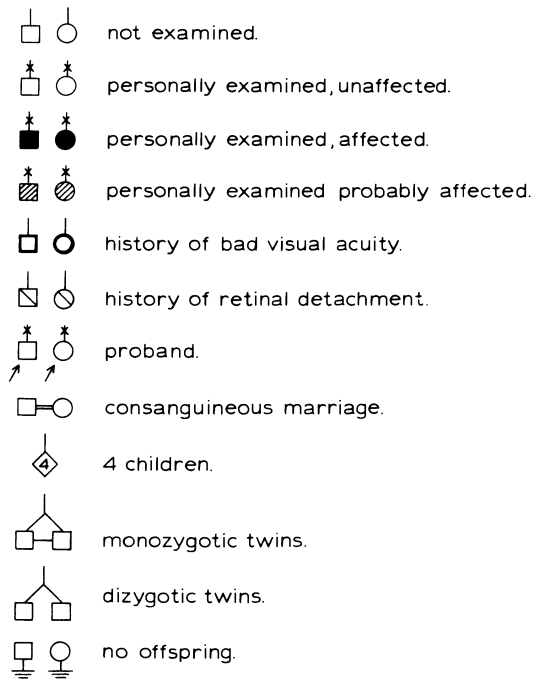 not examined.
personally examined, unaffected.
personally examined, affected.
personally examined probably affected.
history of bad visual acuity.
history of retinal detachment.
proband.
consanguineous marriage.
4 4 children.
monozygotic twins.
dizygotic twins.
no offspring.